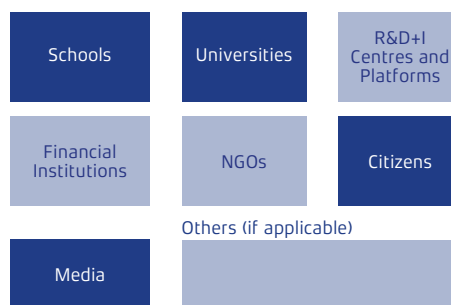 Schools
Universities
R&D+I
Centres and
Platforms
Financial
Institutions
NGOs
Citizens
Others (if applicable)
Media